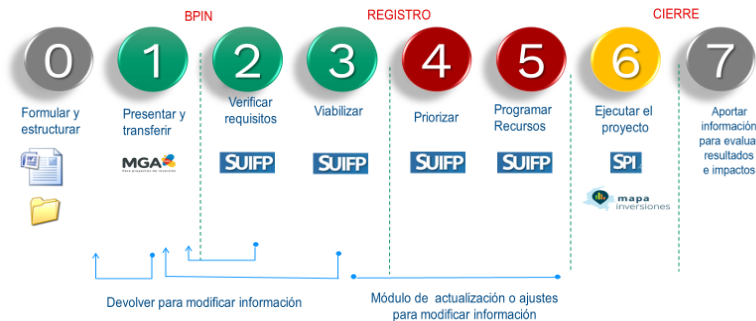 BPIN
REGISTRO
CIERRE
0
1
2
3
4
5
6
7
Formular y
estructurar
Presentar y
transferir
Verificar
requisitos
Viabilizar
Priorizar
Programar
Recursos
Ejecutar el
proyecto
Aportar
información
para evalua
resultados
e impactos
MGA
SUIFP
SUIFP
SUIFP
SUIFP
SPI
mapa
inversiones
Devolver para modificar información
Módulo de actualización o ajustes
para modificar información